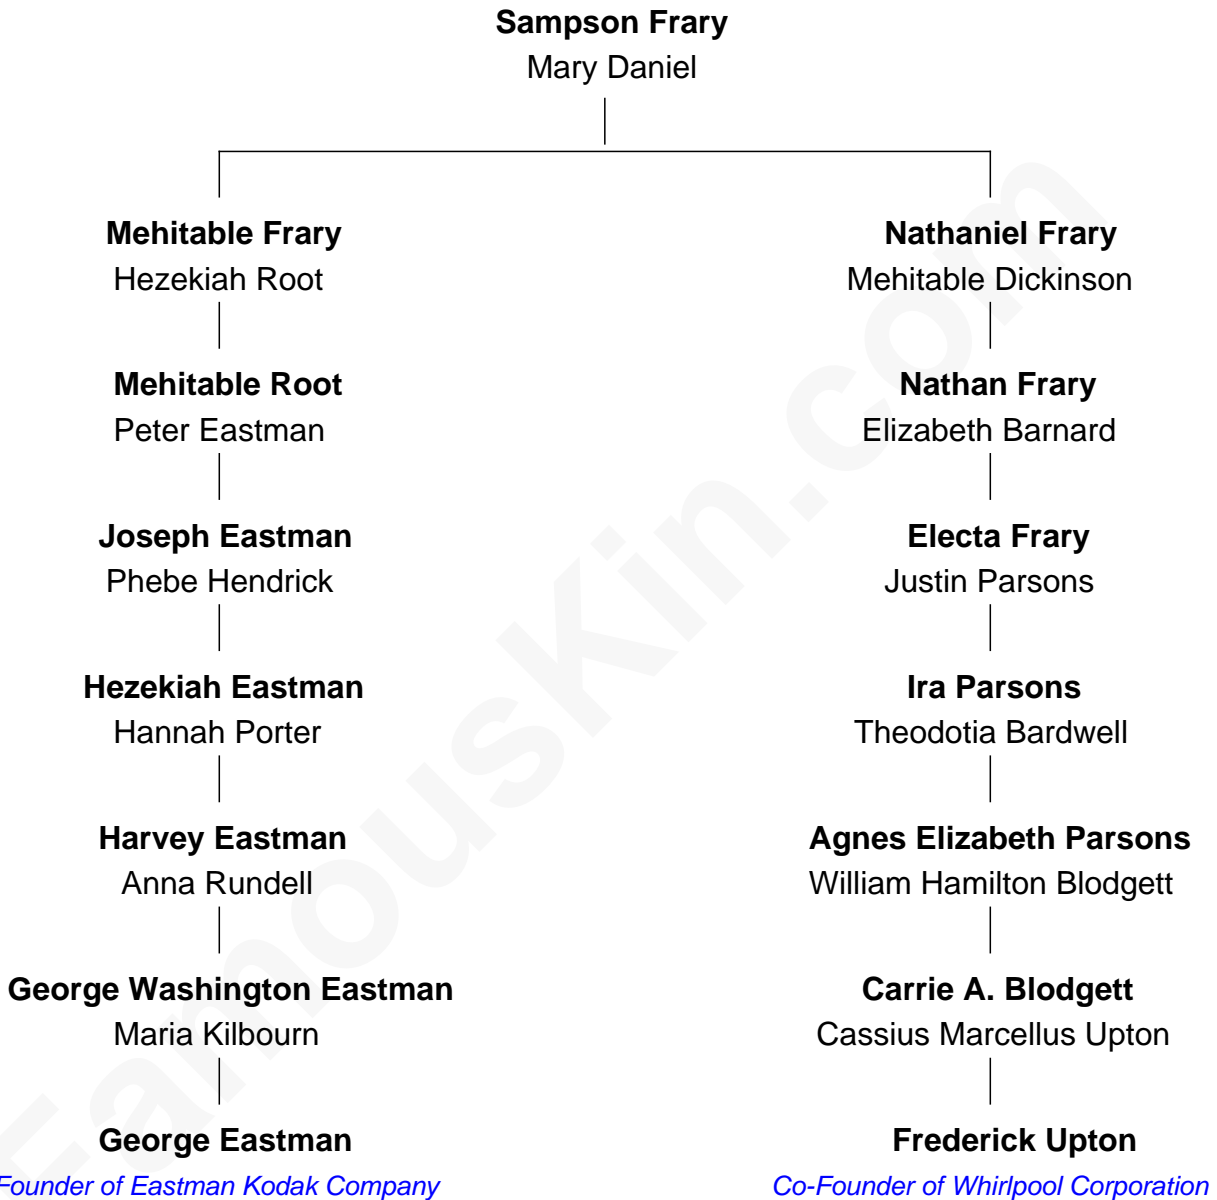 Sampson Frary
Mary Daniel
Mehitable Frary
Hezekiah Root
Nathaniel Frary
Mehitable Dickinson
Mehitable Root
Peter Eastman
Nathan Frary
Elizabeth Barnard
Joseph Eastman
Phebe Hendrick
Electa Frary
Justin Parsons
Hezekiah Eastman
Hannah Porter
Ira Parsons
Theodotia Bardwell
Harvey Eastman
Anna Rundell
Agnes Elizabeth Parsons
William Hamilton Blodgett
George Washington Eastman
Maria Kilbourn
Carrie A. Blodgett
Cassius Marcellus Upton
George Eastman
Founder of Eastman Kodak Company
Frederick Upton
Co-Founder of Whirlpool Corporation
FamousKin.com